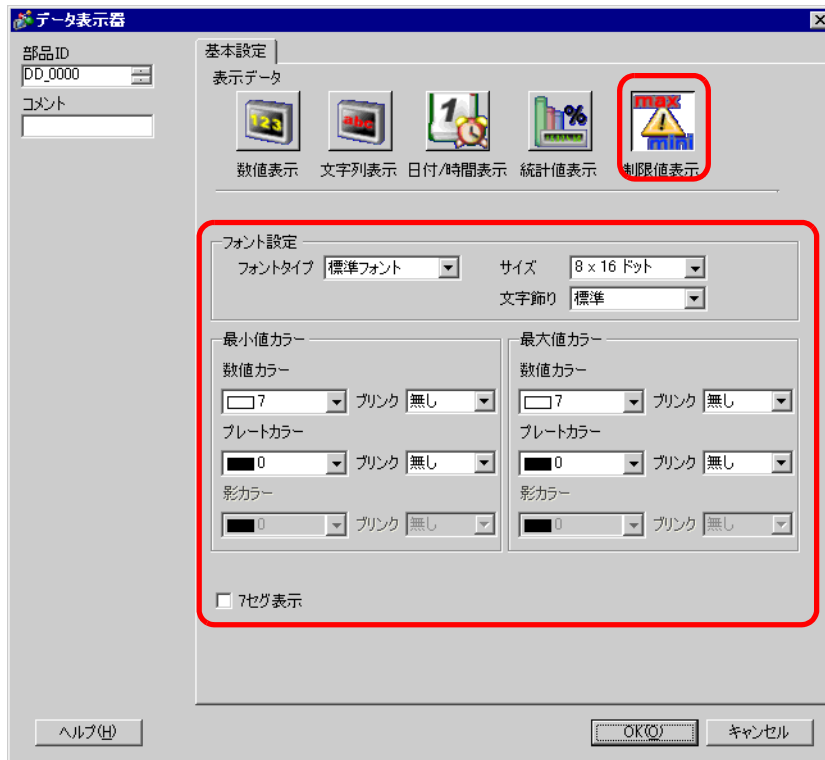 データ表示器
部品ID
DD_0000
コメント
基本設定
表示データ
123 abc 1 % max mini
数値表示 文字列表示 日付/時間表示 統計値表示 制限値表示
フォント設定
フォントタイプ 標準フォント サイズ 8 x 16 ドット
文字飾り 標準
最小値カラー 最大値カラー
数値カラー 数値カラー
7 ブリンク 無し 7 ブリンク 無し
プレートカラー プレートカラー
0 ブリンク 無し 0 ブリンク 無し
影カラー 影カラー
0 ブリンク 無し 0 ブリンク 無し
7セグ表示
ヘルプ(H) OK(O) キャンセル